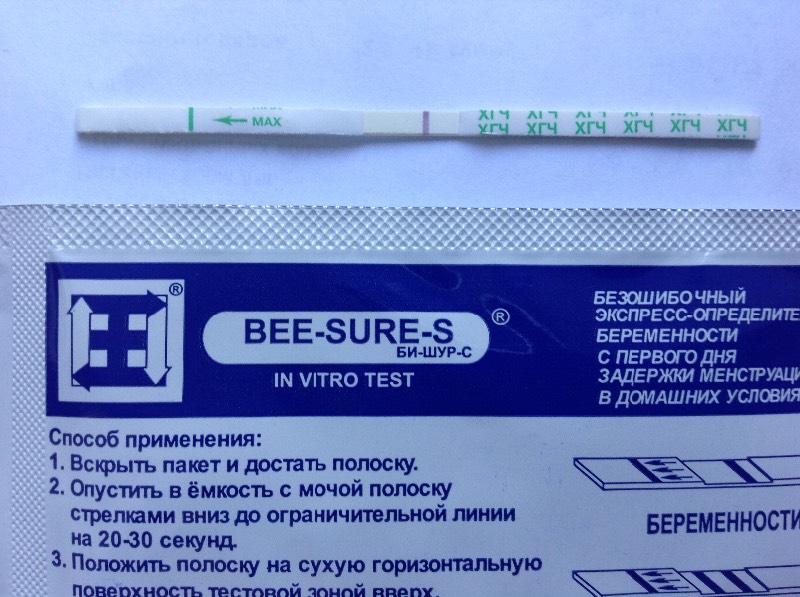 MAX
ХГЧ ХГЧ ХГЧ ХГЧ ХГЧ ХГЧ
ХГЧ ХГЧ ХГЧ ХГЧ ХГЧ ХГЧ
®
BEE-SURE-S ®
БИ-ШУР-С
IN VITRO TEST
БЕЗОШИБОЧНЫЙ
ЭКСПРЕСС-ОПРЕДЕЛИТЕ
БЕРЕМЕННОСТИ
С ПЕРВОГО ДНЯ
ЗАДЕРЖКИ МЕНСТРУАЦИ
В ДОМАШНИХ УСЛОВИЯ
Способ применения:
1. Вскрыть пакет и достать полоску.
2. Опустить в ёмкость с мочой полоску
стрелками вниз до ограничительной линии
на 20-30 секунд.
3. Положить полоску на сухую горизонтальную
поверхность тестовой зоной вверх.
БЕРЕМЕННОСТИ